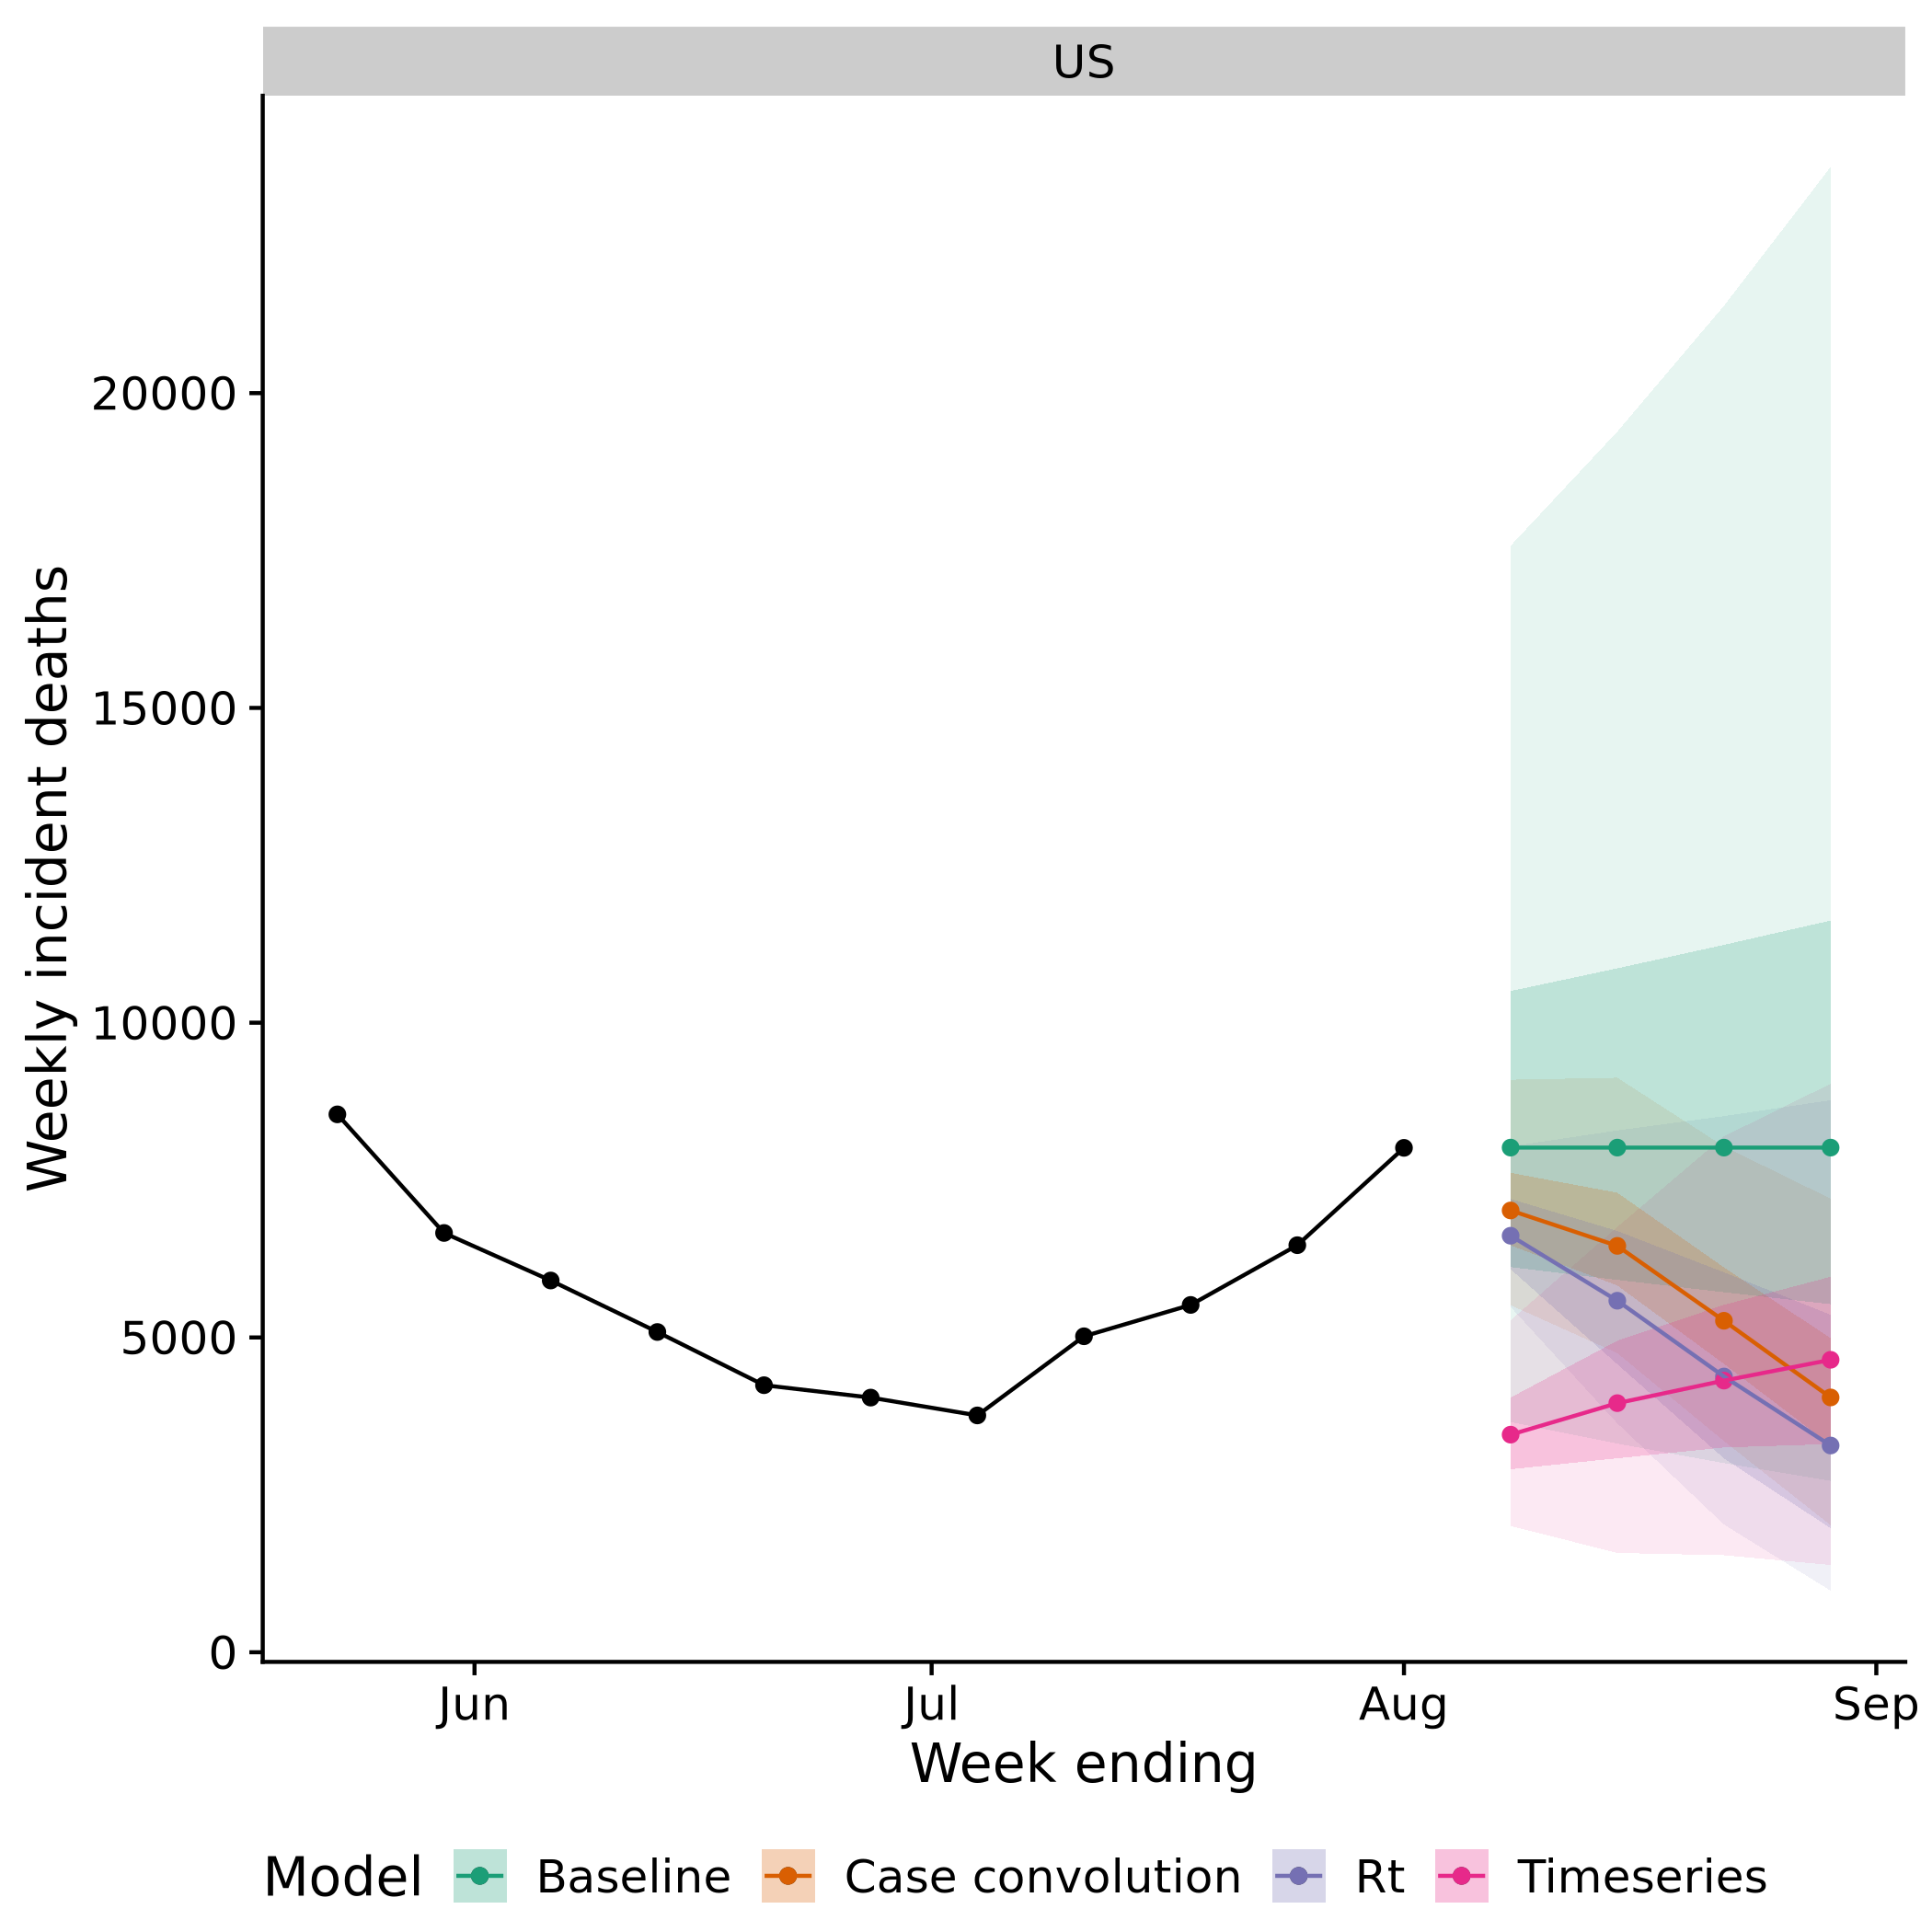 US
Weekly incident deaths
20000
15000
10000
5000
0
Jun Jul Aug Sep
Week ending
Model Baseline Case convolution Rt Timeseries